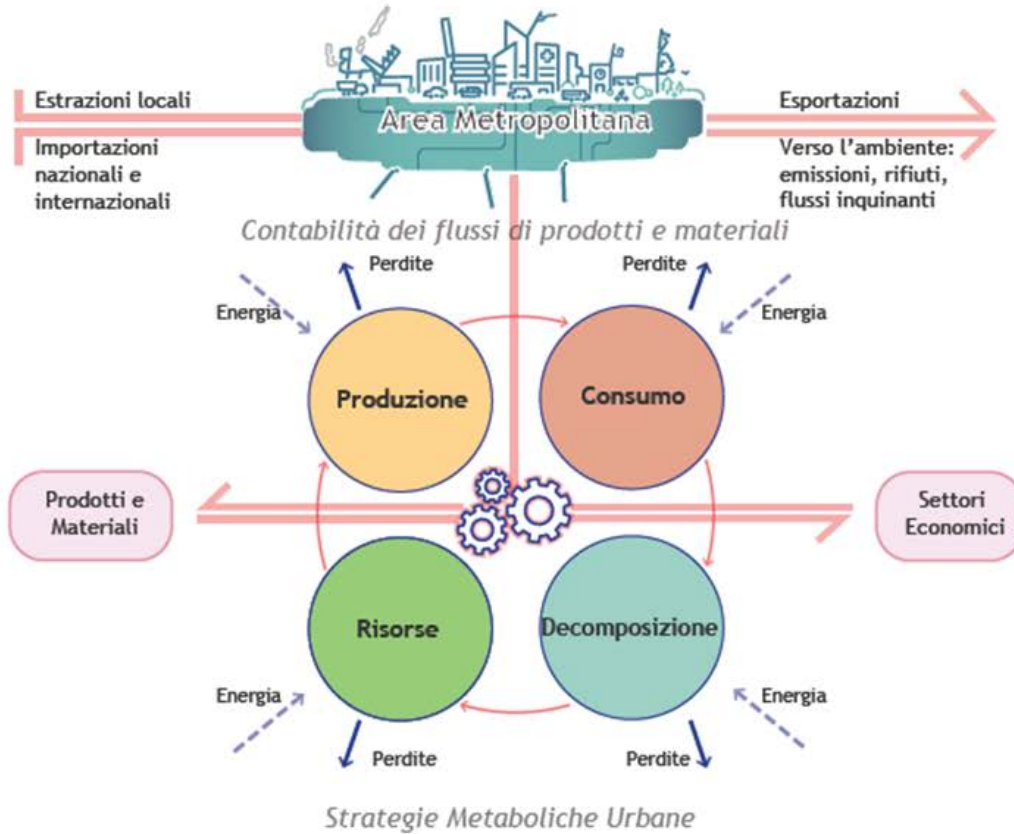 Area Metropolitana
Estrazioni locali
Importazioni
nazionali e
internazionali
Esportazioni
Verso l'ambiente:
emissioni, rifiuti,
flussi inquinanti
Contabilità dei flussi di prodotti e materiali
Perdite
Perdite
Energia
Energia
Produzione
Consumo
Prodotti e
Materiali
Settori
Economici
Risorse
Decomposizione
Energia
Energia
Perdite
Perdite
Strategie Metaboliche Urbane